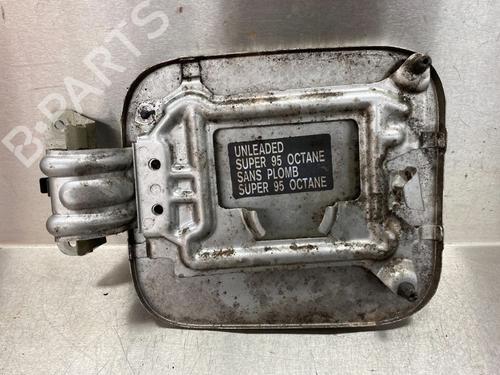 B-PARTS
UNLEADED
SUPER 95 OCTANE
SANS PLOMB
SUPER 95 OCTANE